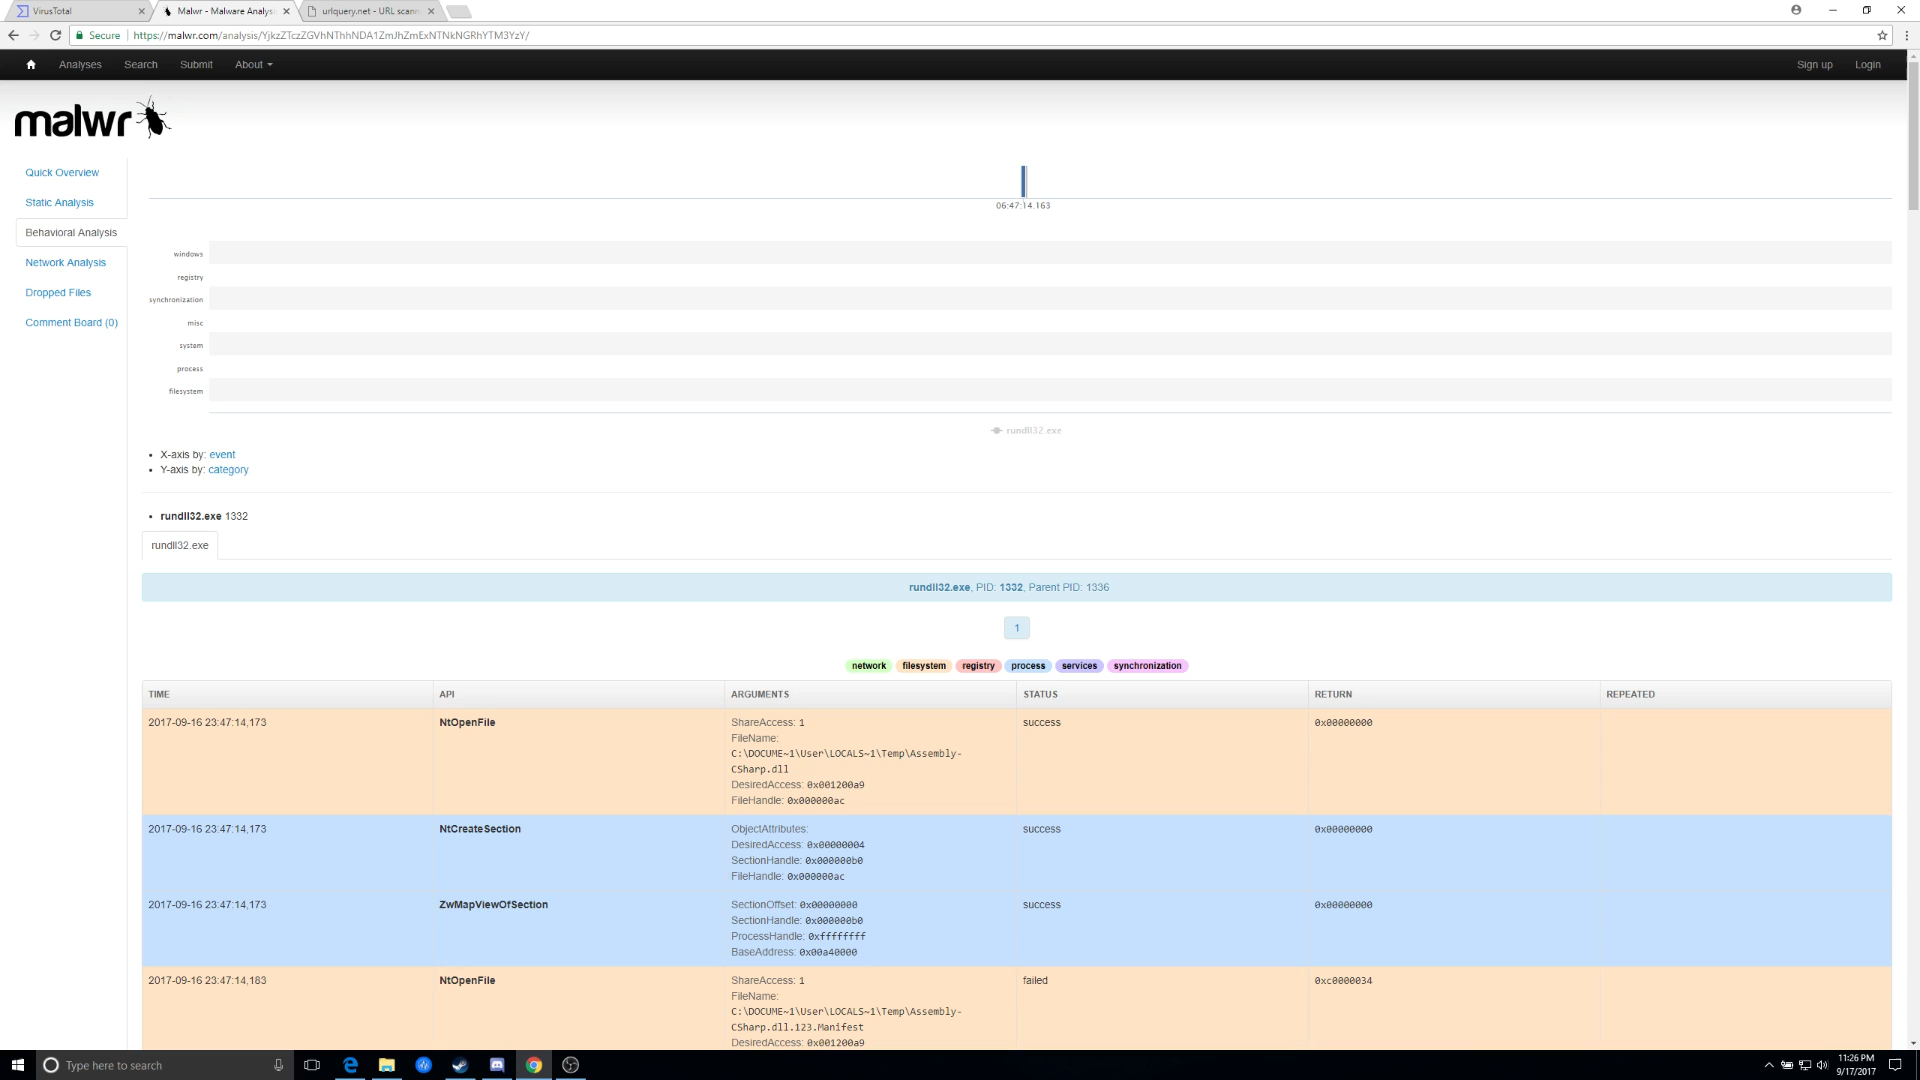 VirusTotal
Malwr - Malware Analysis
urlquery.net - URL scann
Secure
https://malwr.com/analysis/YjkzZTczZGVhNThhNDA1ZmJhZmExNTNkNGRhYTM3YzY/
Analyses
Search
Submit
About
Sign up
Login
malwr
Quick Overview
Static Analysis
Behavioral Analysis
Network Analysis
Dropped Files
Comment Board (0)
06:47:14.163
windows
registry
synchronization
misc
system
process
filesystem
rundll32.exe
X-axis by: event
Y-axis by: category
rundll32.exe 1332
rundll32.exe
rundll32.exe, PID: 1332, Parent PID: 1336
1
network filesystem registry process services synchronization
TIME API ARGUMENTS STATUS RETURN REPEATED
2017-09-16 23:47:14,173 NtOpenFile ShareAccess: 1 success 0x00000000
FileName:
C:\DOCUME~1\User\LOCALS~1\Temp\Assembly-
CSharp.dll
DesiredAccess: 0x001200a9
FileHandle: 0x000000ac
2017-09-16 23:47:14,173 NtCreateSection ObjectAttributes: success 0x00000000
DesiredAccess: 0x00000004
SectionHandle: 0x000000b0
FileHandle: 0x000000ac
2017-09-16 23:47:14,173 ZwMapViewOfSection SectionOffset: 0x00000000 success 0x00000000
SectionHandle: 0x000000b0
ProcessHandle: 0xffffffff
BaseAddress: 0x00a40000
2017-09-16 23:47:14,183 NtOpenFile ShareAccess: 1 failed 0xc0000034
FileName:
C:\DOCUME~1\User\LOCALS~1\Temp\Assembly-
CSharp.dll.123.Manifest
DesiredAccess: 0x001200a9
Type here to search
11:26 PM
9/17/2017